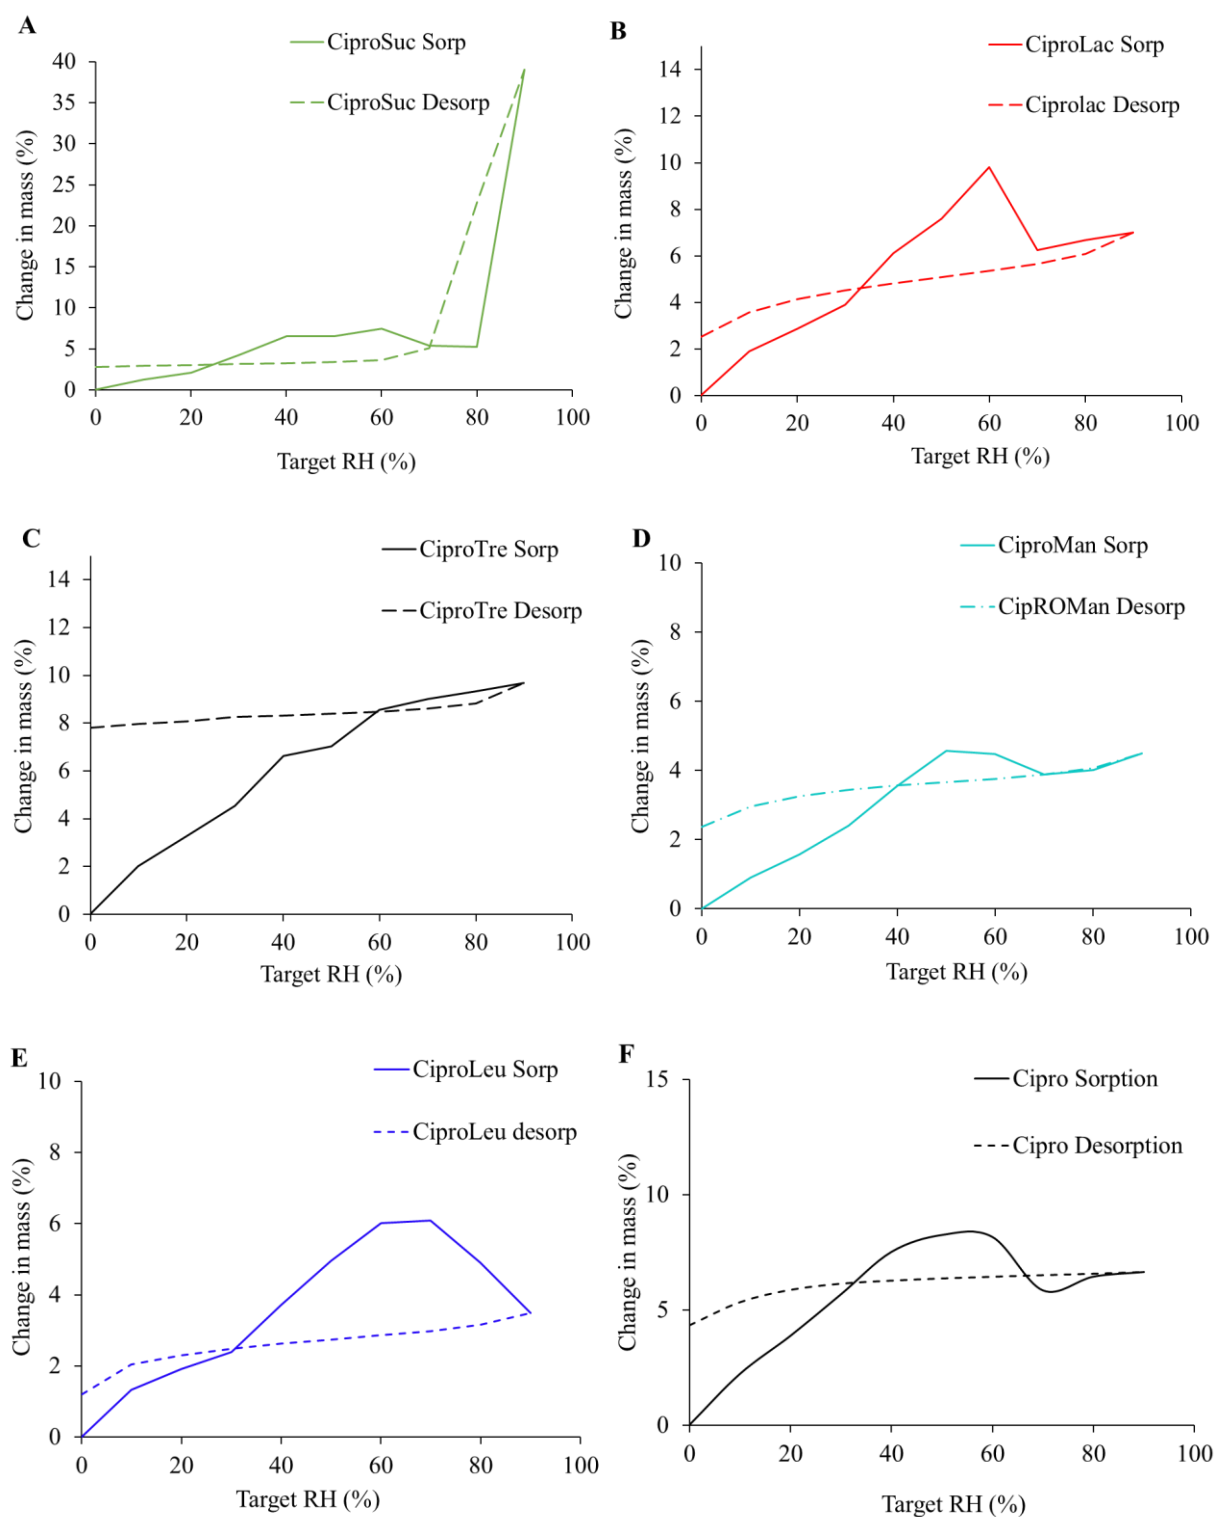 A
CiproSuc Sorp
CiproSuc Desorp
Change in mass (%)
40
35
30
25
20
15
10
5
0
0 20 40 60 80 100
Target RH (%)
B
CiproLac Sorp
Ciprolac Desorp
Change in mass (%)
14
12
10
8
6
4
2
0
0 20 40 60 80 100
Target RH (%)
C
CiproTre Sorp
CiproTre Desorp
Change in mass (%)
14
12
10
8
6
4
2
0
0 20 40 60 80 100
Target RH (%)
D
CiproMan Sorp
CipROMan Desorp
Change in mass (%)
10
8
6
4
2
0
0 20 40 60 80 100
Target RH (%)
E
CiproLeu Sorp
CiproLeu desorp
Change in mass (%)
10
8
6
4
2
0
0 20 40 60 80 100
Target RH (%)
F
Cipro Sorption
Cipro Desorption
Change in mass (%)
15
10
5
0
0 20 40 60 80 100
Target RH (%)